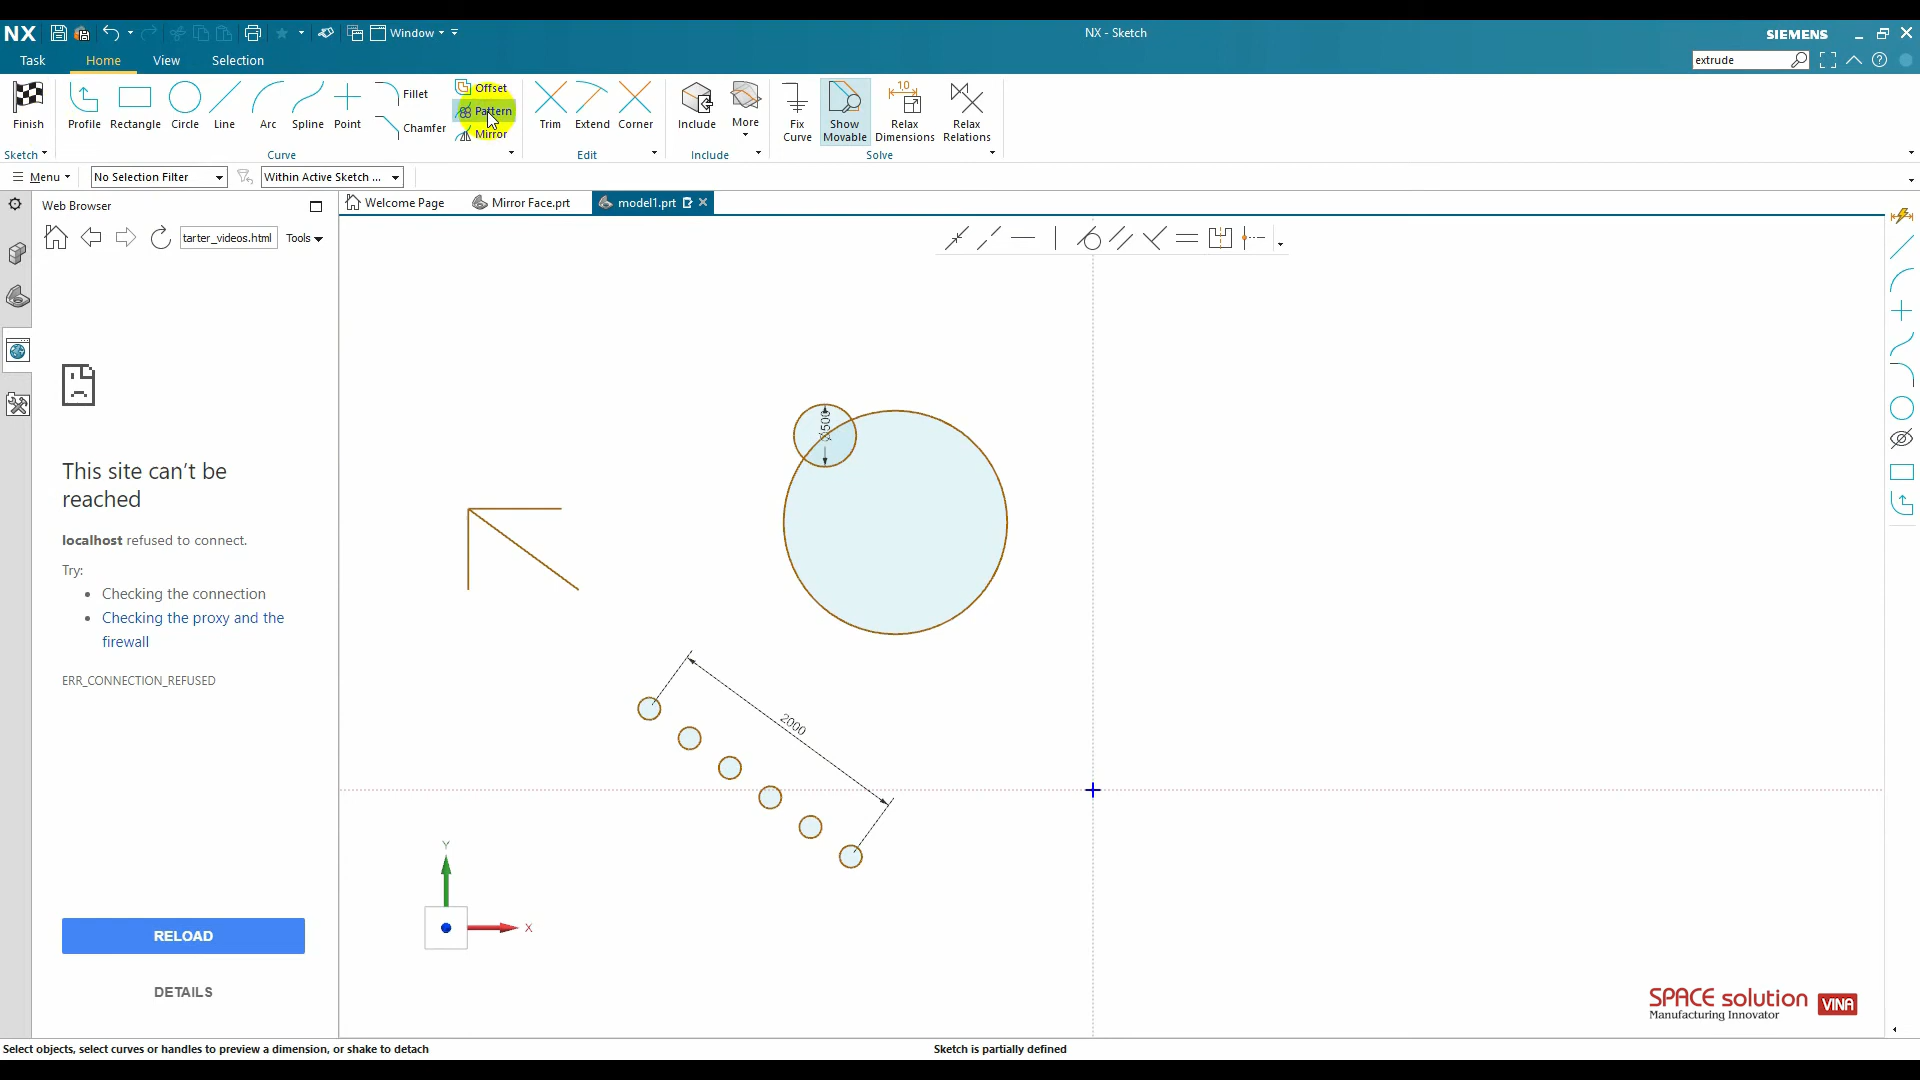 NX
Window
NX - Sketch
SIEMENS
Task
Home
View
Selection
extrude
Finish
Profile
Rectangle
Circle
Line
Arc
Spline
Point
Fillet
Chamfer
Offset
Pattern
Mirror
Trim
Extend
Corner
Include
More
Fix
Curve
Show
Movable
Relax
Dimensions
Relax
Relations
Sketch
Curve
Edit
Include
Solve
Menu
No Selection Filter
Within Active Sketch ...
Web Browser
Welcome Page
Mirror Face.prt
model1.prt
tarter_videos.html
Tools
This site can't be
reached
localhost refused to connect.
Try:
Checking the connection
Checking the proxy and the
firewall
ERR_CONNECTION_REFUSED
RELOAD
DETAILS
1,0
Ø500
2000
Y
X
SPACE solution VINA
Manufacturing Innovator
Select objects, select curves or handles to preview a dimension, or shake to detach
Sketch is partially defined